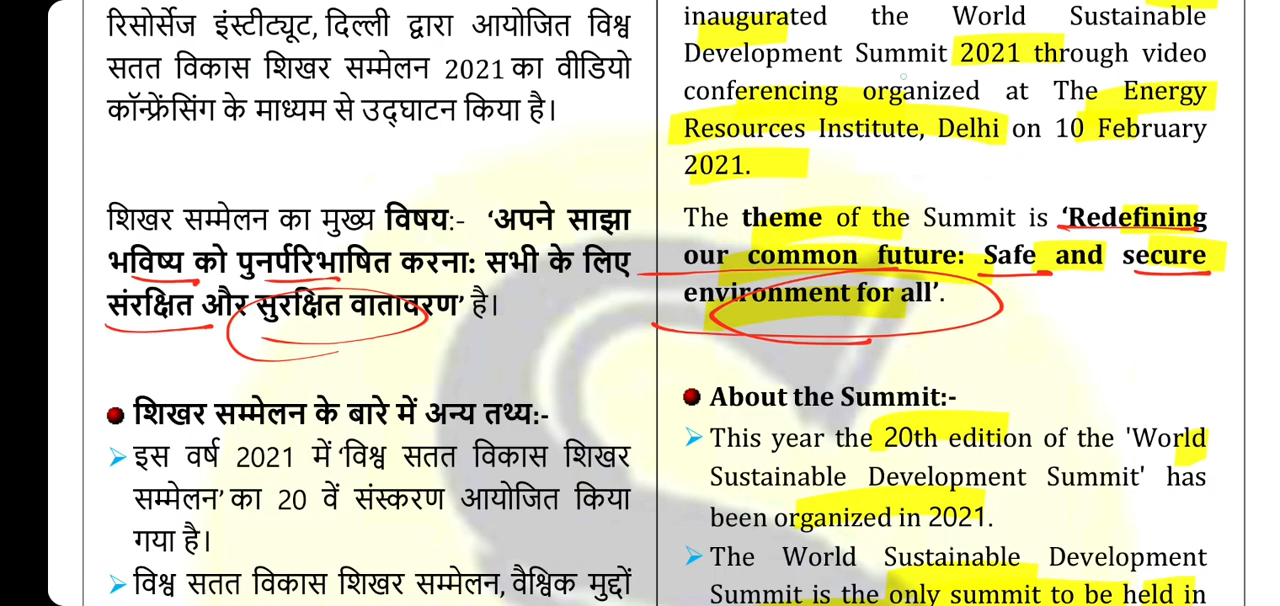 रिसोर्सेज इंस्टीट्यूट, दिल्ली द्वारा आयोजित विश्व
सतत विकास शिखर सम्मेलन 2021 का वीडियो
कॉन्फ्रेंसिंग के माध्यम से उद्घाटन किया है।
शिखर सम्मेलन का मुख्य विषय:- ‘अपने साझा
भविष्य को पुनर्परिभाषित करना: सभी के लिए
संरक्षित और सुरक्षित वातावरण’ है।
● शिखर सम्मेलन के बारे में अन्य तथ्य:-
➢ इस वर्ष 2021 में ‘विश्व सतत विकास शिखर
सम्मेलन’ का 20 वें संस्करण आयोजित किया
गया है।
➢ विश्व सतत विकास शिखर सम्मेलन, वैश्विक मुद्दों
inaugurated the World Sustainable
Development Summit 2021 through video
conferencing organized at The Energy
Resources Institute, Delhi on 10 February
2021.
The theme of the Summit is ‘Redefining
our common future: Safe and secure
environment for all’.
● About the Summit:-
➢ This year the 20th edition of the 'World
Sustainable Development Summit' has
been organized in 2021.
➢ The World Sustainable Development
Summit is the only summit to be held in